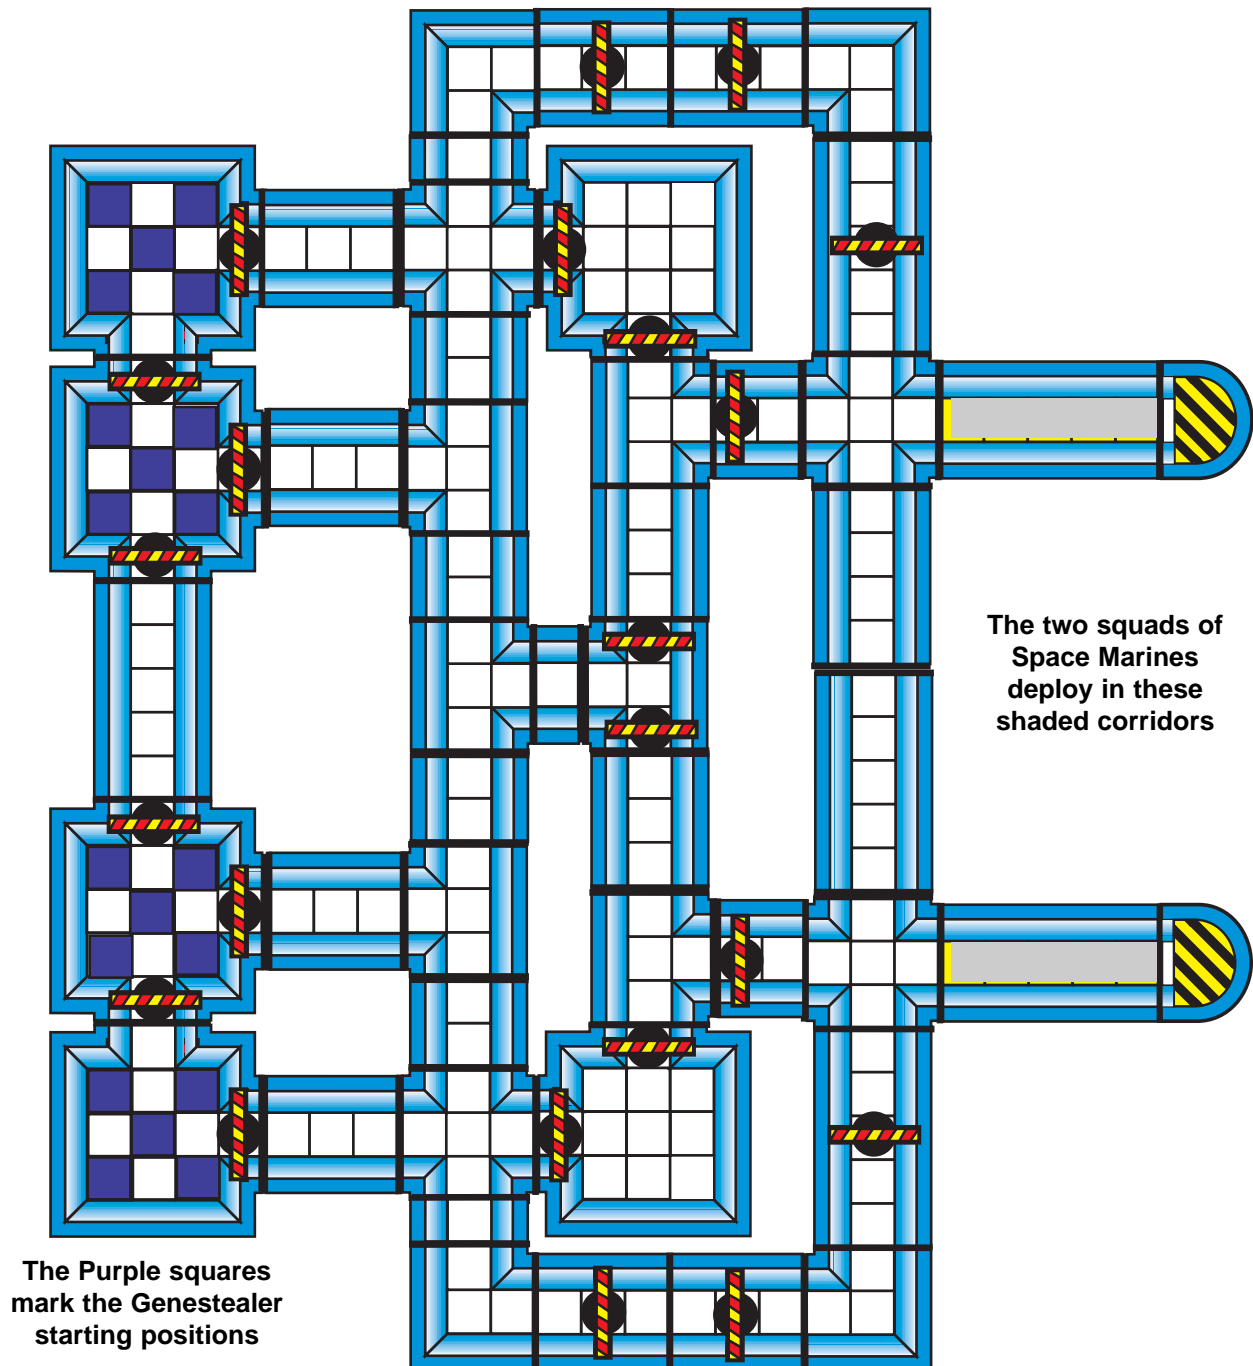 The two squads of
Space Marines
deploy in these
shaded corridors
The Purple squares
mark the Genestealer
starting positions